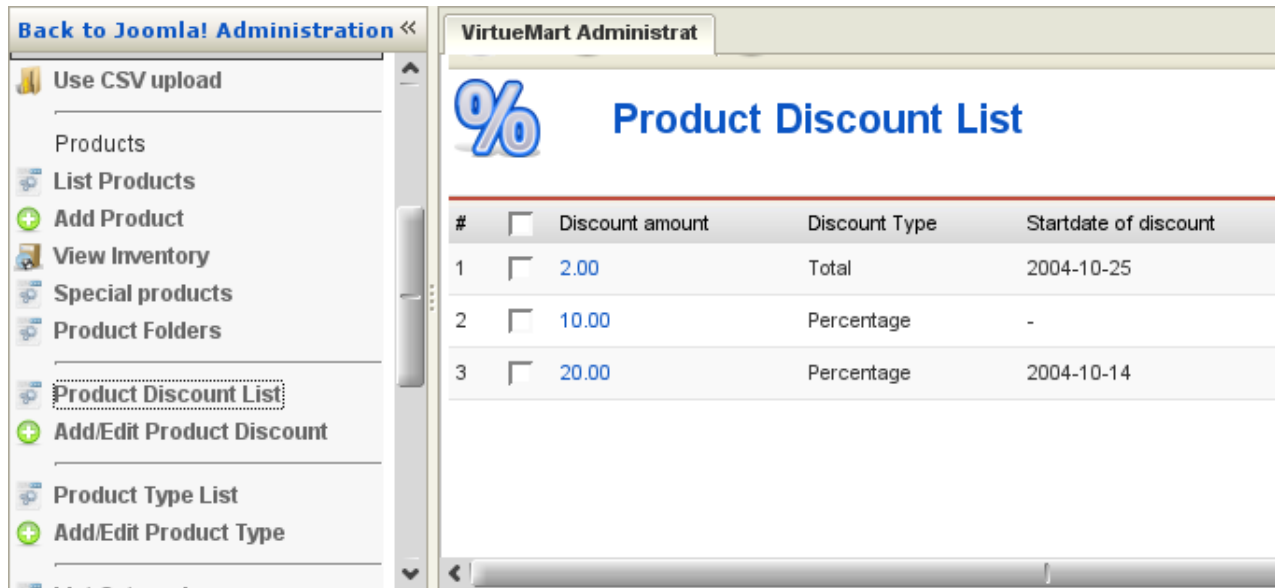 Back to Joomla! Administration «
Use CSV upload
Products
List Products
Add Product
View Inventory
Special products
Product Folders
Product Discount List
Add/Edit Product Discount
Product Type List
Add/Edit Product Type
VirtueMart Administrat
% Product Discount List
# Discount amount Discount Type Startdate of discount
1 2.00 Total 2004-10-25
2 10.00 Percentage -
3 20.00 Percentage 2004-10-14